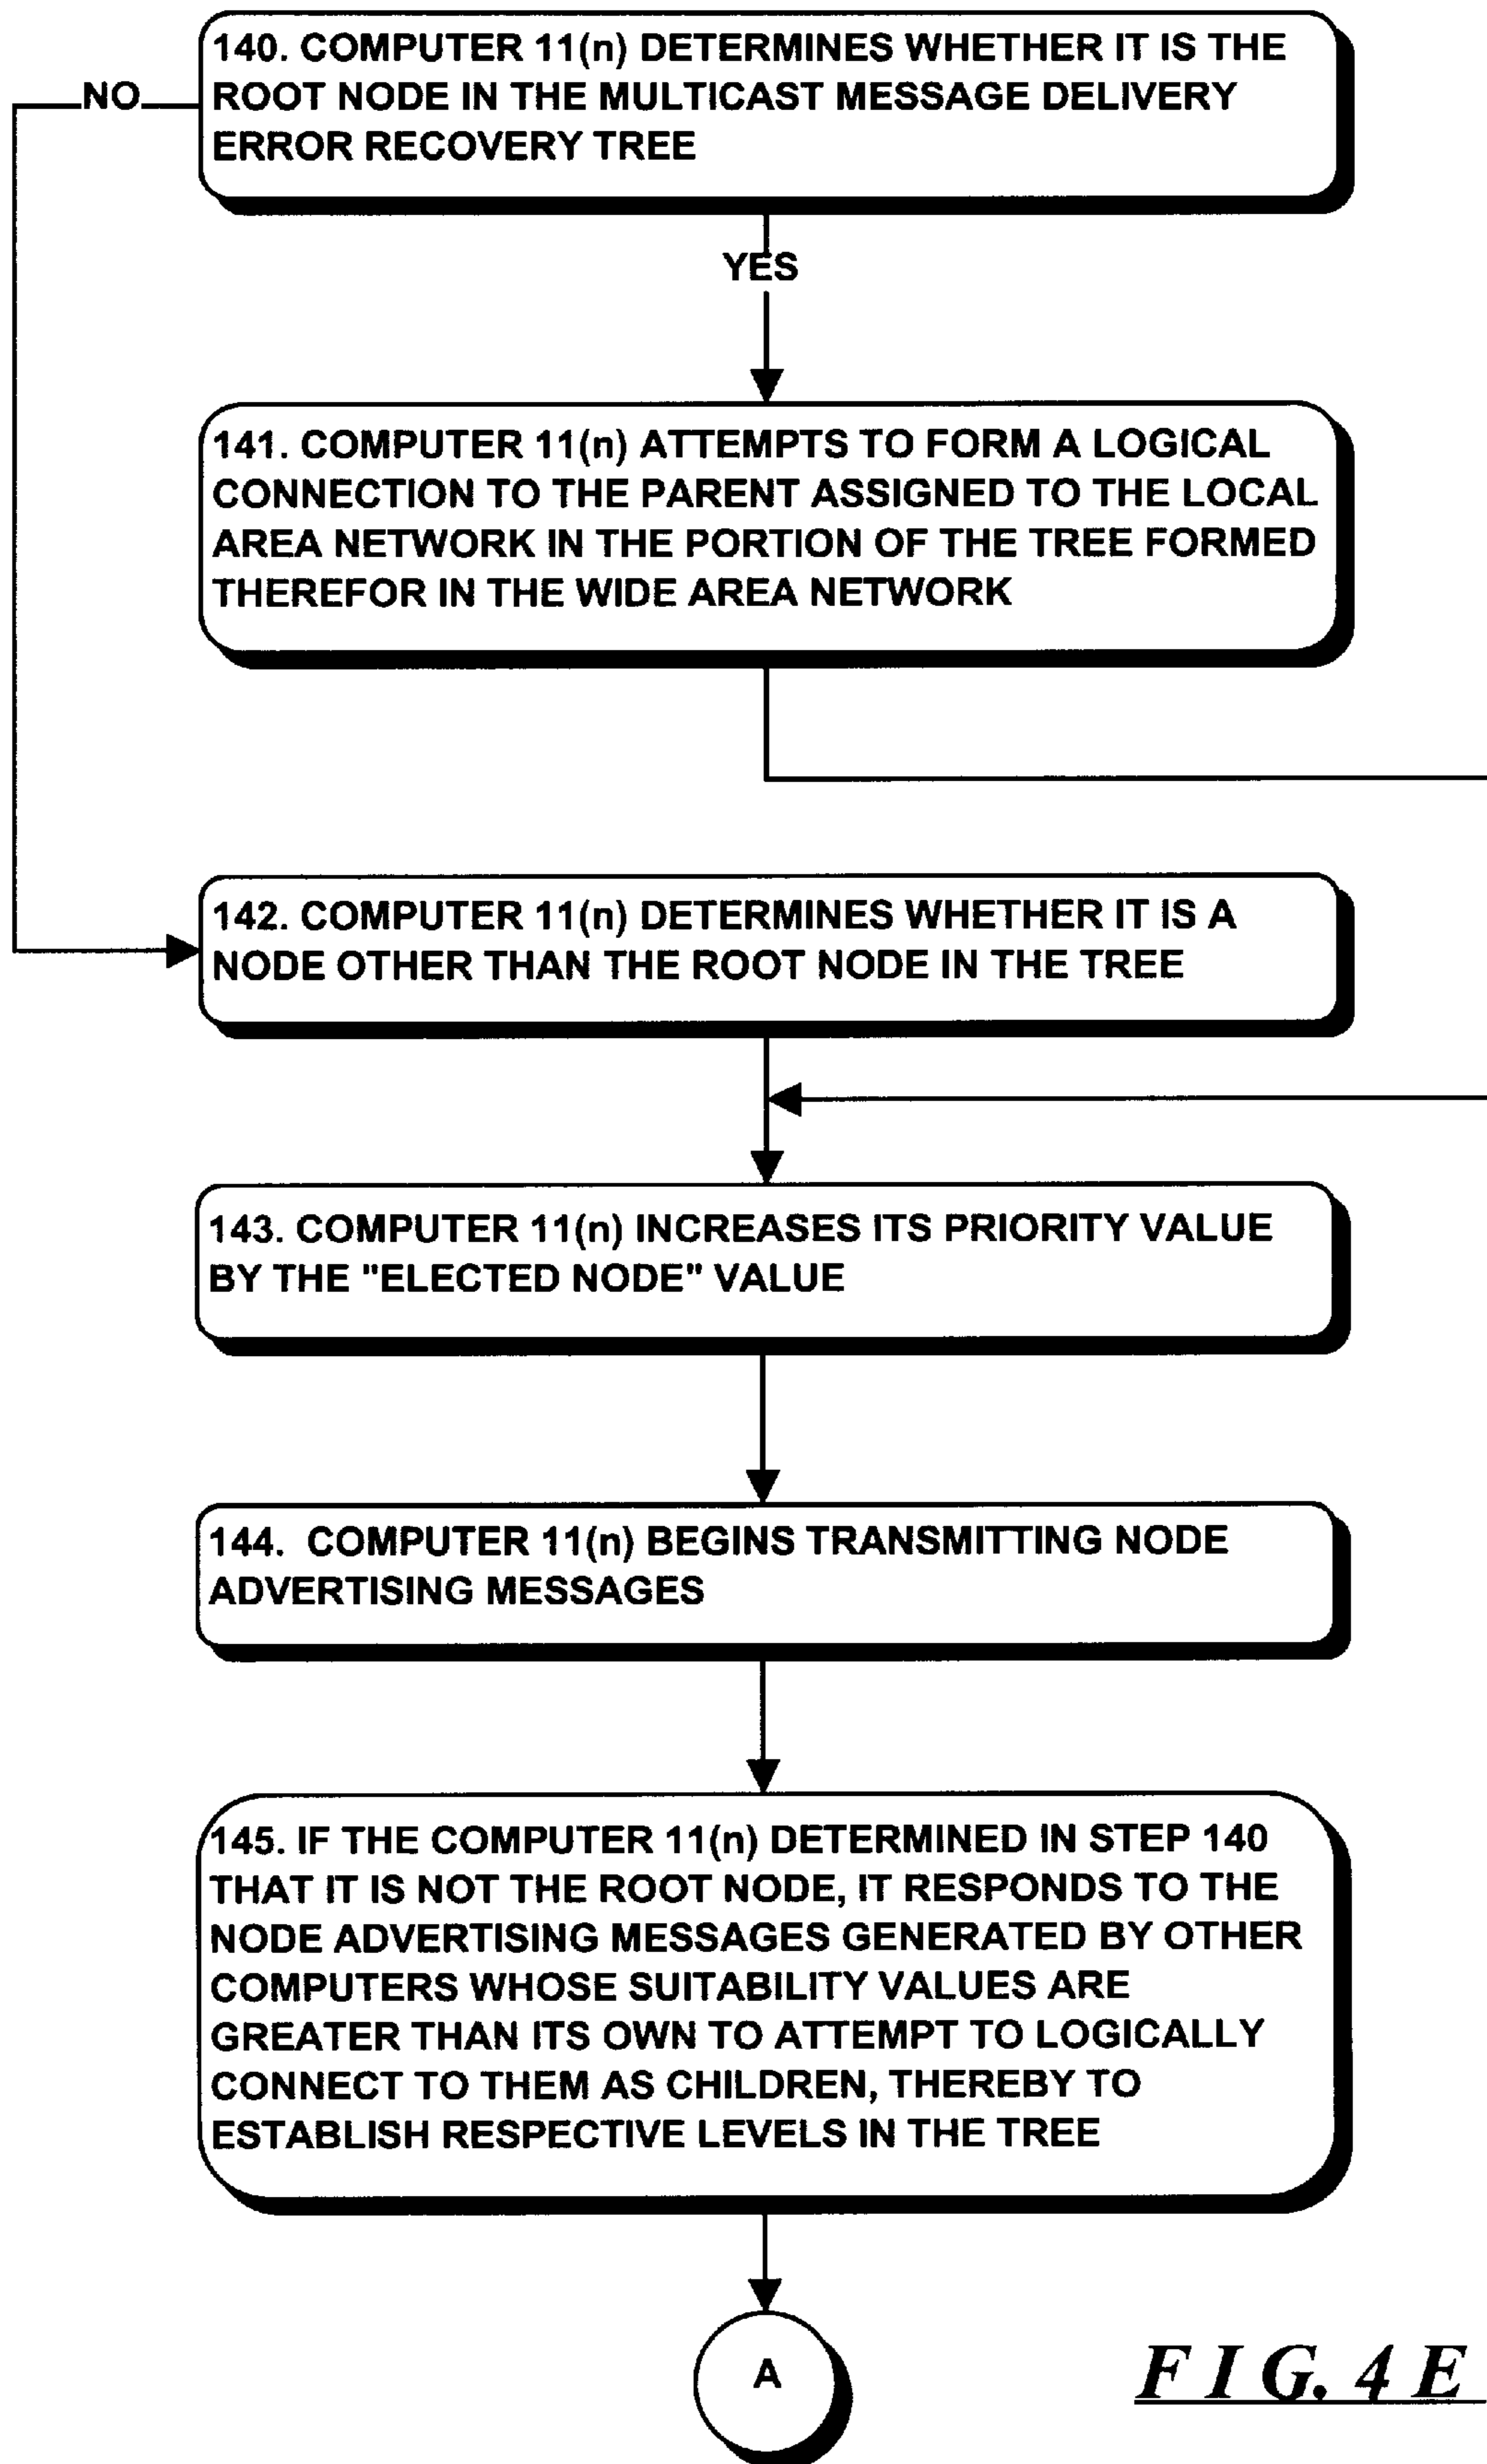 140. COMPUTER 11(n) DETERMINES WHETHER IT IS THE
ROOT NODE IN THE MULTICAST MESSAGE DELIVERY
ERROR RECOVERY TREE
NO
YES
141. COMPUTER 11(n) ATTEMPTS TO FORM A LOGICAL
CONNECTION TO THE PARENT ASSIGNED TO THE LOCAL
AREA NETWORK IN THE PORTION OF THE TREE FORMED
THEREFOR IN THE WIDE AREA NETWORK
142. COMPUTER 11(n) DETERMINES WHETHER IT IS A
NODE OTHER THAN THE ROOT NODE IN THE TREE
143. COMPUTER 11(n) INCREASES ITS PRIORITY VALUE
BY THE "ELECTED NODE" VALUE
144. COMPUTER 11(n) BEGINS TRANSMITTING NODE
ADVERTISING MESSAGES
145. IF THE COMPUTER 11(n) DETERMINED IN STEP 140
THAT IT IS NOT THE ROOT NODE, IT RESPONDS TO THE
NODE ADVERTISING MESSAGES GENERATED BY OTHER
COMPUTERS WHOSE SUITABILITY VALUES ARE
GREATER THAN ITS OWN TO ATTEMPT TO LOGICALLY
CONNECT TO THEM AS CHILDREN, THEREBY TO
ESTABLISH RESPECTIVE LEVELS IN THE TREE
A
FIG. 4E